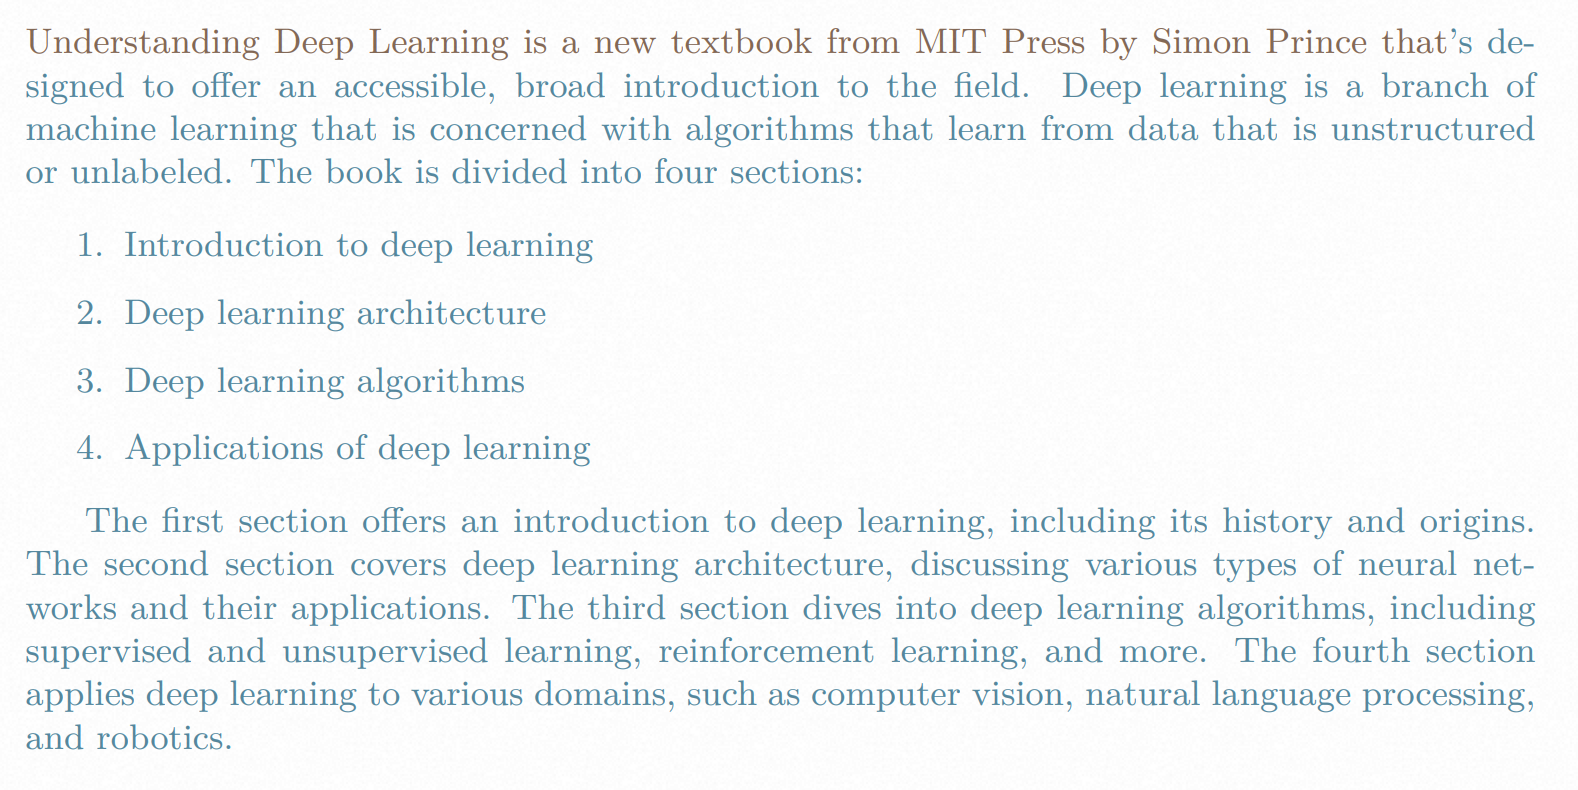 Understanding Deep Learning is a new textbook from MIT Press by Simon Prince that's de-
signed to offer an accessible, broad introduction to the field. Deep learning is a branch of
machine learning that is concerned with algorithms that learn from data that is unstructured
or unlabeled. The book is divided into four sections:
1. Introduction to deep learning
2. Deep learning architecture
3. Deep learning algorithms
4. Applications of deep learning
The first section offers an introduction to deep learning, including its history and origins.
The second section covers deep learning architecture, discussing various types of neural net-
works and their applications. The third section dives into deep learning algorithms, including
supervised and unsupervised learning, reinforcement learning, and more. The fourth section
applies deep learning to various domains, such as computer vision, natural language processing,
and robotics.